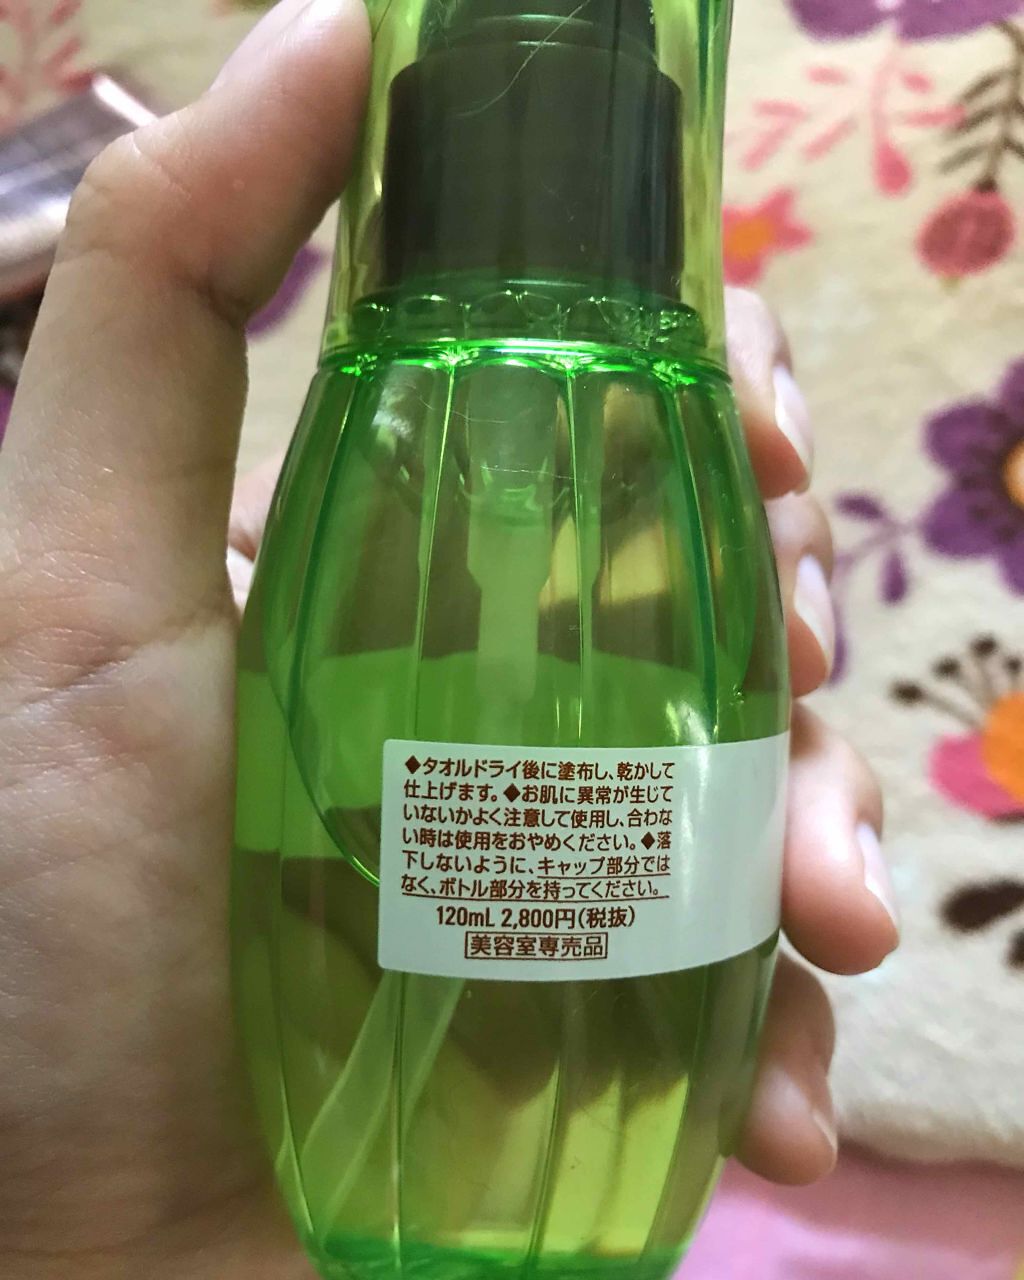 ◆タオルドライ後に塗布し、乾かして
仕上げます。◆お肌に異常が生じて
いないかよく注意して使用し、合わな
い時は使用をおやめください。◆落
下しないように、キャップ部分では
なく、ボトル部分を持ってください。
120mL 2,800円(税抜)
美容室専売品